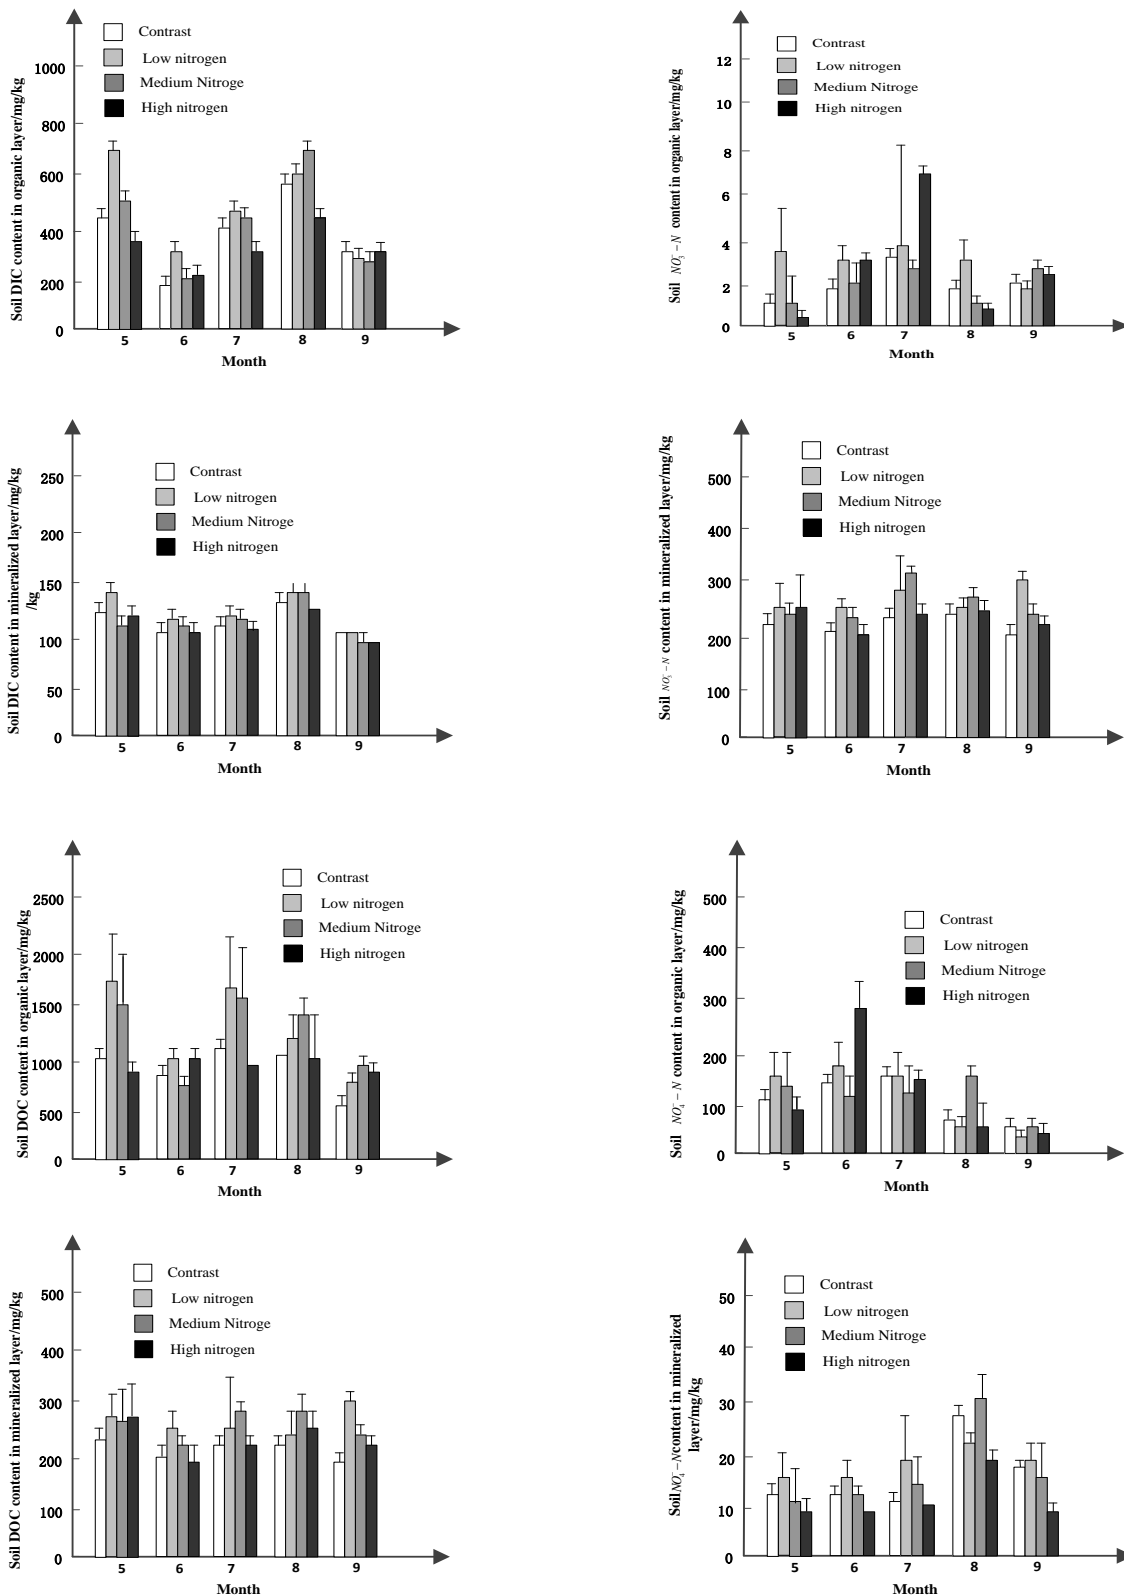 Soil DIC content in organic layer/mg/kg
1000
800
600
400
200
0
Contrast
Low nitrogen
Medium Nitroge
High nitrogen
5 6 7 8 9
Month
Soil NO₃⁻-N content in organic layer/mg/kg
12
10
8
6
4
2
0
Contrast
Low nitrogen
Medium Nitroge
High nitrogen
5 6 7 8 9
Month
Soil DIC content in mineralized layer/mg/kg
/kg
250
200
150
100
50
0
Contrast
Low nitrogen
Medium Nitroge
High nitrogen
5 6 7 8 9
Month
Soil NO₃⁻-N content in mineralized layer/mg/kg
500
400
300
200
100
0
Contrast
Low nitrogen
Medium Nitroge
High nitrogen
5 6 7 8 9
Month
Soil DOC content in organic layer/mg/kg
2500
2000
1500
1000
500
0
Contrast
Low nitrogen
Medium Nitroge
High nitrogen
5 6 7 8 9
Month
Soil NO₄⁻-N content in organic layer/mg/kg
500
400
300
200
100
0
Contrast
Low nitrogen
Medium Nitroge
High nitrogen
5 6 7 8 9
Month
Soil DOC content in mineralized layer/mg/kg
500
400
300
200
100
0
Contrast
Low nitrogen
Medium Nitroge
High nitrogen
5 6 7 8 9
Month
Soil NO₄⁻-N content in mineralized
layer/mg/kg
50
40
30
20
10
0
Contrast
Low nitrogen
Medium Nitroge
High nitrogen
5 6 7 8 9
Month